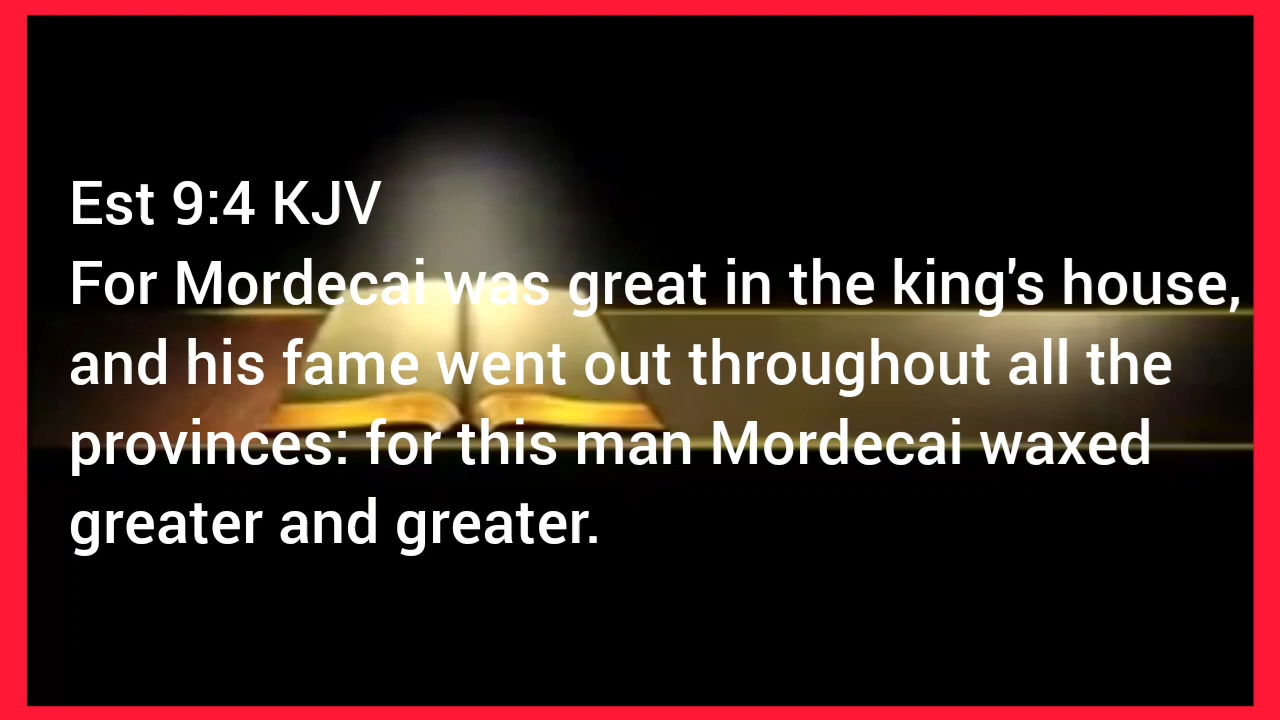 Est 9:4 KJV
For Mordecai was great in the king's house,
and his fame went out throughout all the
provinces: for this man Mordecai waxed
greater and greater.